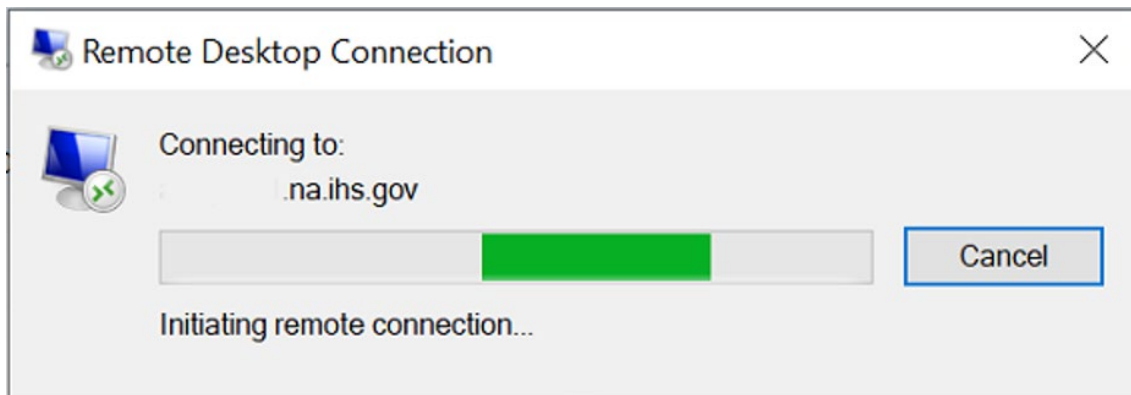 Remote Desktop Connection
Connecting to:
.na.ihs.gov
Cancel
Initiating remote connection...